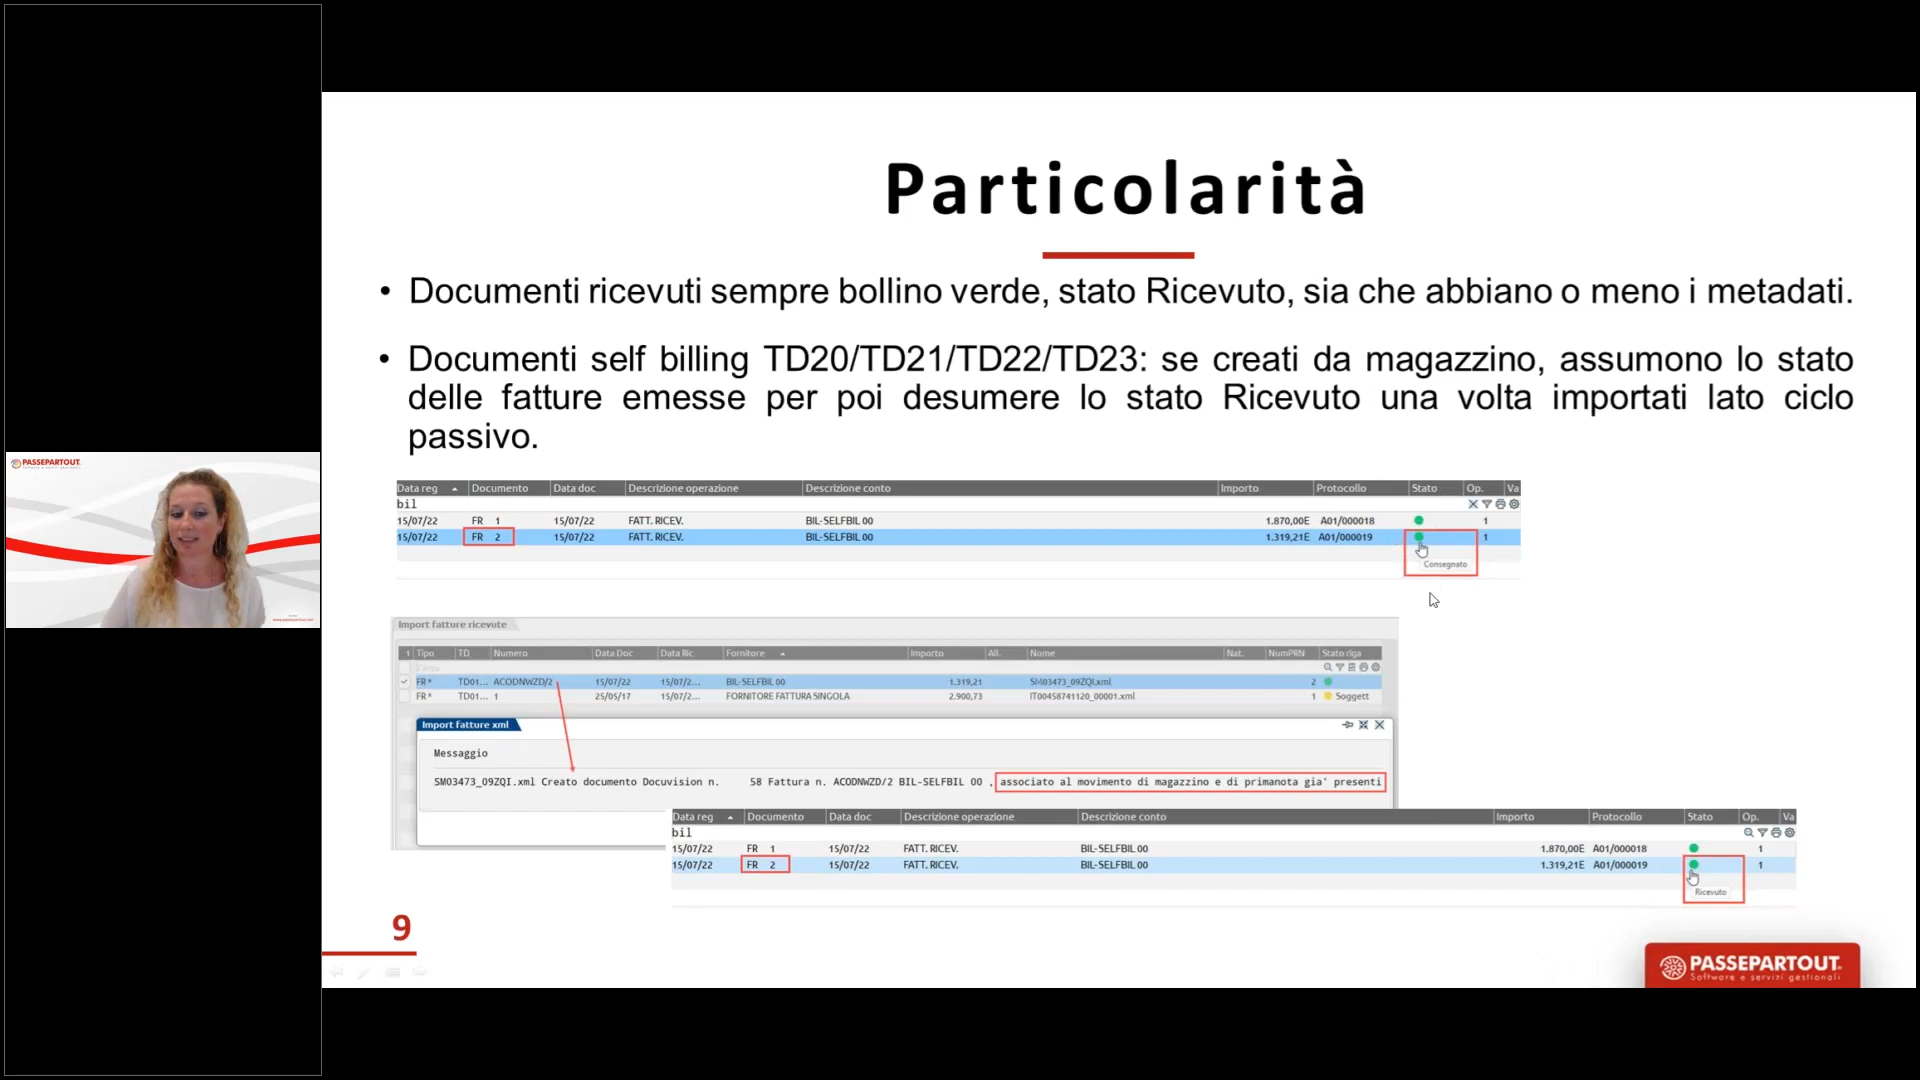 Particolarità
• Documenti ricevuti sempre bollino verde, stato Ricevuto, sia che abbiano o meno i metadati.
• Documenti self billing TD20/TD21/TD22/TD23: se creati da magazzino, assumono lo stato
delle fatture emesse per poi desumere lo stato Ricevuto una volta importati lato ciclo
passivo.
PASSEPARTOUT
Data reg Documento Data doc Descrizione operazione Descrizione conto Importo Protocollo Stato Op. Va
bil
15/07/22 FR 1 15/07/22 FATT. RICEV. BIL-SELFBIL 00 1.870,00E A01/000018 1
15/07/22 FR 2 15/07/22 FATT. RICEV. BIL-SELFBIL 00 1.319,21E A01/000019 1
Consegnato
Import fatture ricevute
1 Tipo TD Numero Data Doc Data Ric Fornitore Importo All. Nome Nat. NumPRN Stato riga
Cerca
FR* TD01... ACODNWZD/2 15/07/22 15/07/2... BIL-SELFBIL 00 1.319,21 SM03473_09ZQI.xml 2
FR* TD01... 1 25/05/17 15/07/2... FORNITORE FATTURA SINGOLA 2.900,73 IT00458741120_00001.xml 1 Soggett
Import fatture xml
Messaggio
SM03473_09ZQI.xml Creato documento Docuvision n. 58 Fattura n. ACODNWZD/2 BIL-SELFBIL 00 , associato al movimento di magazzino e di primanota gia' presenti
Data reg Documento Data doc Descrizione operazione Descrizione conto Importo Protocollo Stato Op. Va
bil
15/07/22 FR 1 15/07/22 FATT. RICEV. BIL-SELFBIL 00 1.870,00E A01/000018 1
15/07/22 FR 2 15/07/22 FATT. RICEV. BIL-SELFBIL 00 1.319,21E A01/000019 1
Ricevuto
9
PASSEPARTOUT
Software e servizi gestionali